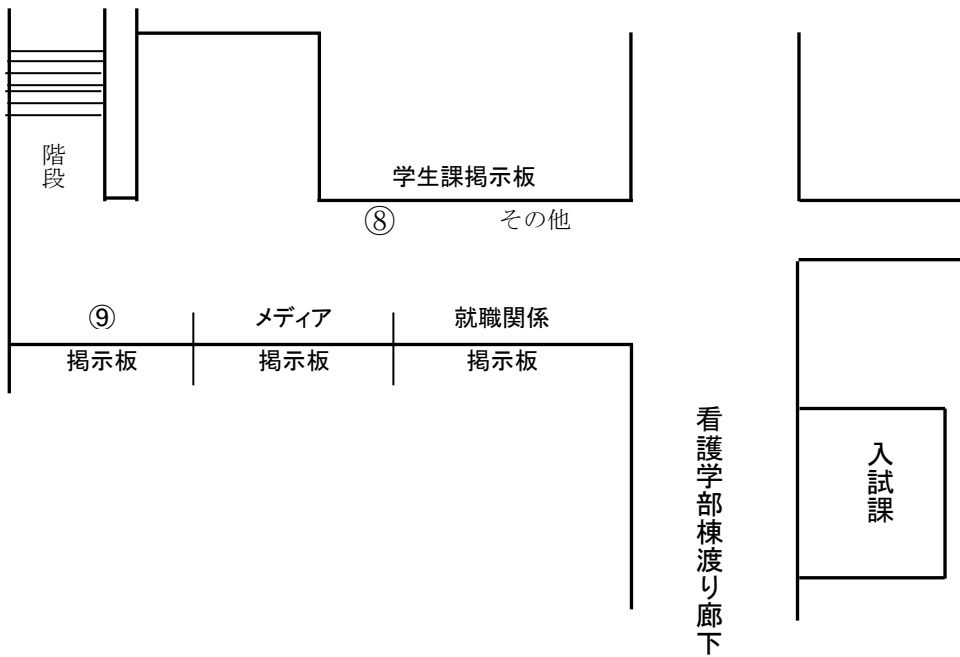 階段
学生課掲示板
⑧ その他
⑨ メディア 就職関係
掲示板 掲示板 掲示板
看護学部棟渡り廊下
入試課